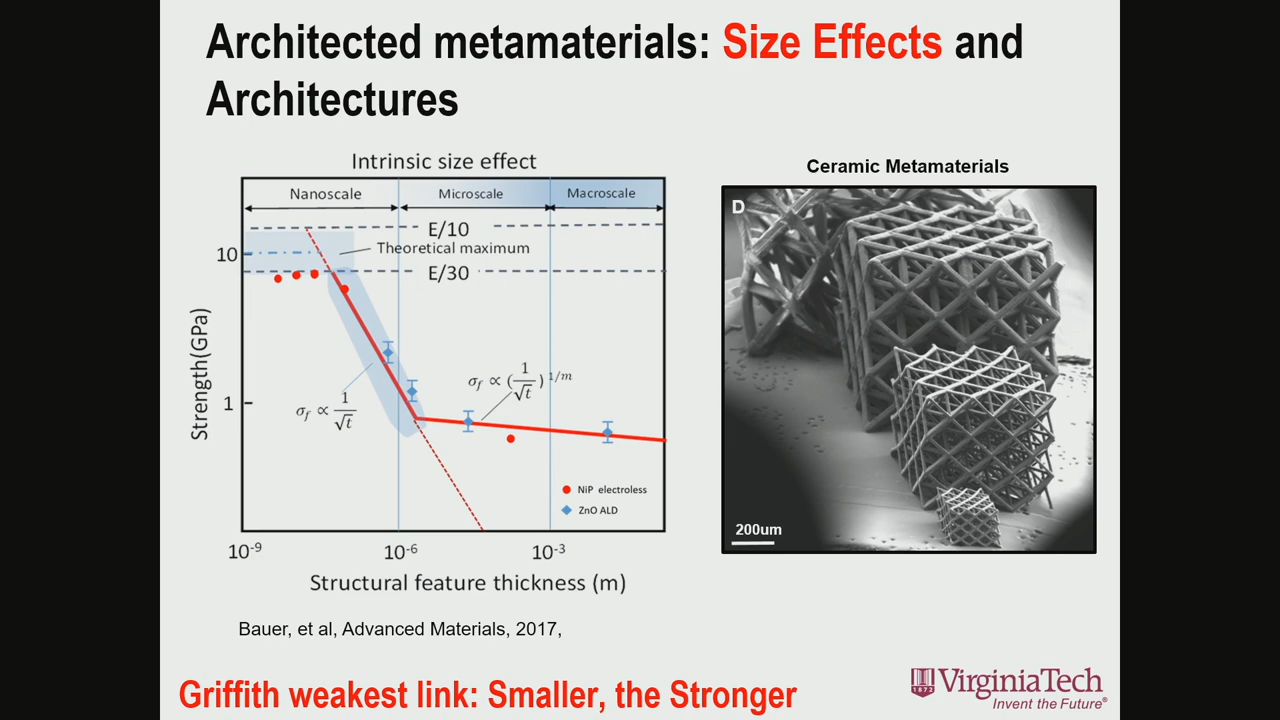 Architected metamaterials: Size Effects and
Architectures
Intrinsic size effect
Nanoscale
Microscale
Macroscale
E/10
Theoretical maximum
E/30
10
1
Strength(GPa)
σf ∝ 1/√t
σf ∝ (1/√t)^1/m
NiP electroless
ZnO ALD
10-9
10-6
10-3
Structural feature thickness (m)
Bauer, et al, Advanced Materials, 2017,
Ceramic Metamaterials
D
200um
Griffith weakest link: Smaller, the Stronger
1872
VirginiaTech
Invent the Future®